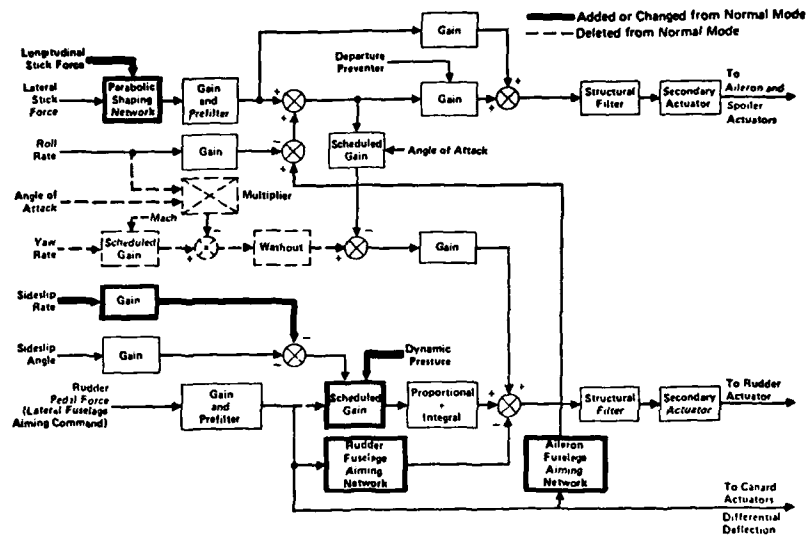 Added or Changed from Normal Mode
Deleted from Normal Mode
Longitudinal
Stick Force
Lateral
Stick
Force
Parabolic
Shaping
Network
Gain
and
Prefilter
Departure
Preventer
Gain
Gain
Structural
Filter
Secondary
Actuator
To
Aileron and
Spoiler
Actuators
Roll
Rate
Gain
Scheduled
Gain
Angle of Attack
Angle of
Attack
Multiplier
Mach
Yaw
Rate
Scheduled
Gain
Washout
Gain
Sideslip
Rate
Gain
Sideslip
Angle
Gain
Dynamic
Pressure
Rudder
Pedal Force
(Lateral Fuselage
Aiming Command)
Gain
and
Prefilter
Scheduled
Gain
Proportional
+
Integral
Structural
Filter
Secondary
Actuator
To Rudder
Actuator
Rudder
Fuselage
Aiming
Network
Aileron
Fuselage
Aiming
Network
To Canard
Actuators
Differential
Deflection